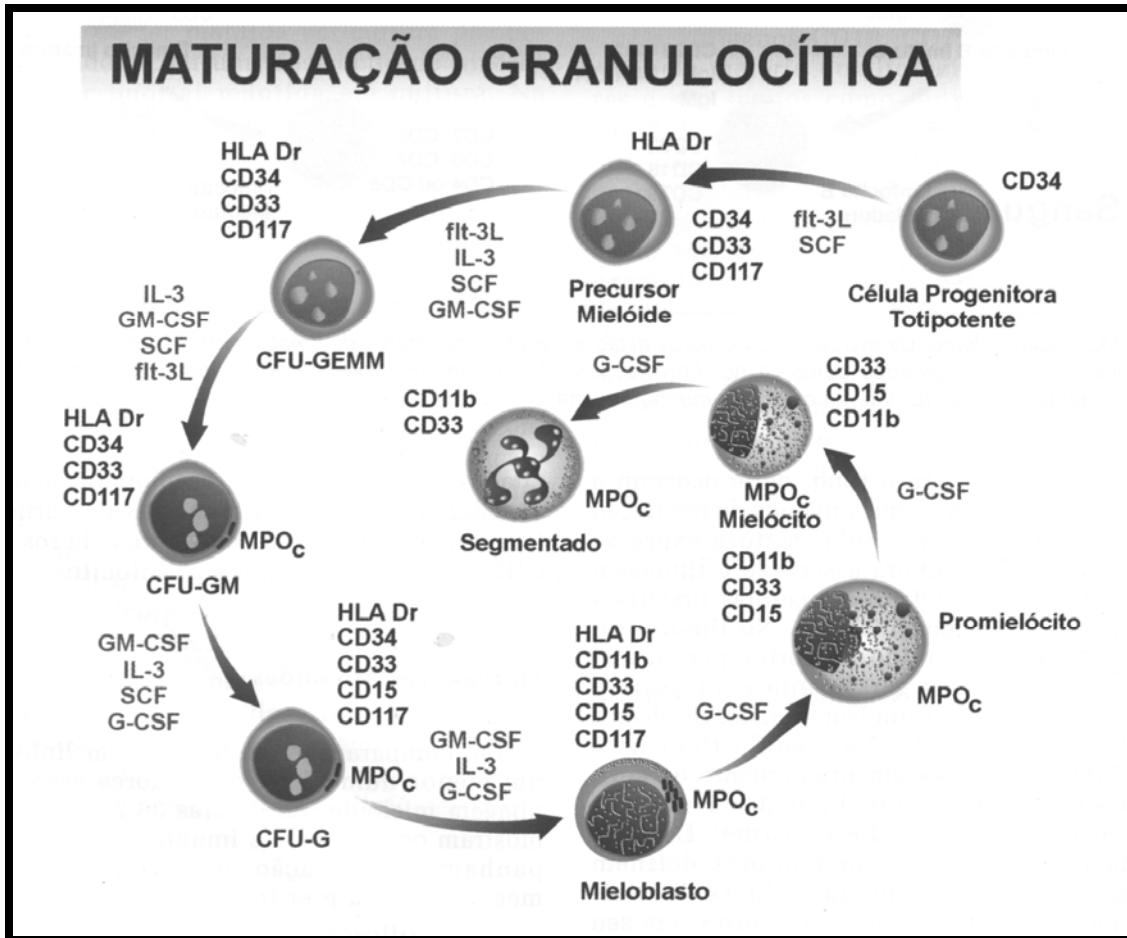 MATURAÇÃO GRANULOCÍTICA
CD34
Célula Progenitora
Totipotente
flt-3L
SCF
HLA Dr
CD34
CD33
CD117
Precursor
Mielóide
flt-3L
IL-3
SCF
GM-CSF
HLA Dr
CD34
CD33
CD117
CFU-GEMM
IL-3
GM-CSF
SCF
flt-3L
HLA Dr
CD34
CD33
CD117
MPOc
CFU-GM
GM-CSF
IL-3
SCF
G-CSF
HLA Dr
CD34
CD33
CD15
CD117
MPOc
CFU-G
GM-CSF
IL-3
G-CSF
HLA Dr
CD11b
CD33
CD15
CD117
MPOc
Mieloblasto
G-CSF
CD11b
CD33
CD15
Promielócito
MPOc
G-CSF
CD33
CD15
CD11b
MPOc
Mielócito
G-CSF
CD11b
CD33
MPOc
Segmentado